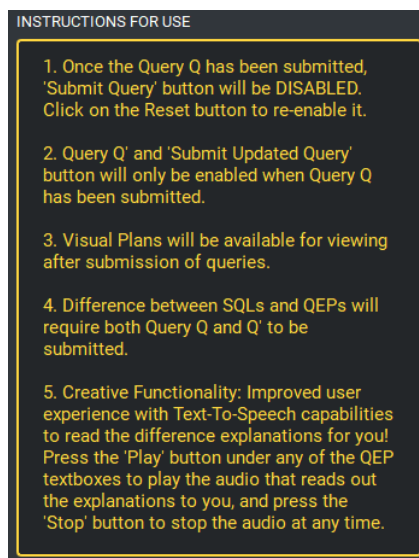 INSTRUCTIONS FOR USE
1. Once the Query Q has been submitted,
'Submit Query' button will be DISABLED.
Click on the Reset button to re-enable it.
2. Query Q' and 'Submit Updated Query'
button will only be enabled when Query Q
has been submitted.
3. Visual Plans will be available for viewing
after submission of queries.
4. Difference between SQLs and QEPs will
require both Query Q and Q' to be
submitted.
5. Creative Functionality: Improved user
experience with Text-To-Speech capabilities
to read the difference explanations for you!
Press the 'Play' button under any of the QEP
textboxes to play the audio that reads out
the explanations to you, and press the
'Stop' button to stop the audio at any time.